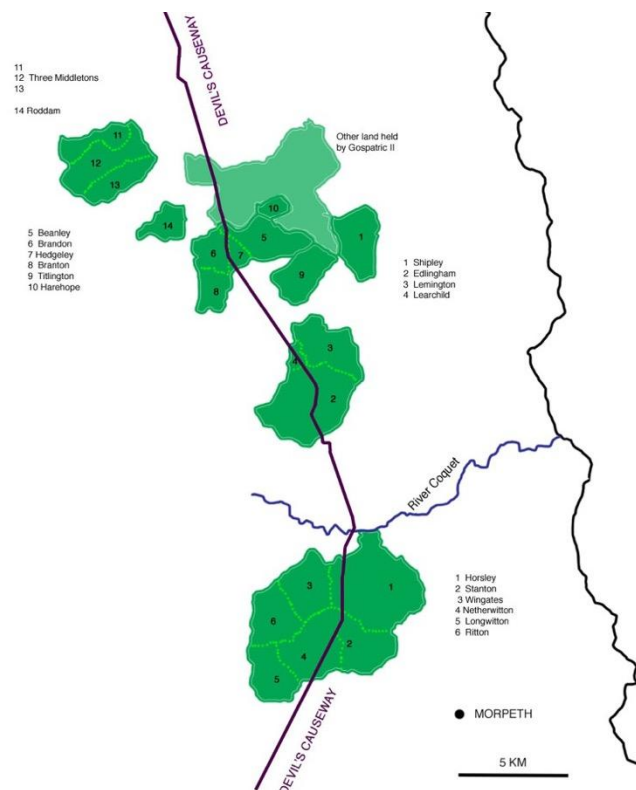 11
12 Three Middletons
13
14 Roddam
DEVIL'S CAUSEWAY
Other land held
by Gospatric II
11
12
13
14
10
5
6
7
8
9
1
5 Beanley
6 Brandon
7 Hedgeley
8 Branton
9 Titlington
10 Harehope
1 Shipley
2 Edlingham
3 Lemington
4 Learchild
3
4
2
River Coquet
3
1
6
4
2
5
1 Horsley
2 Stanton
3 Wingates
4 Netherwitton
5 Longwitton
6 Ritton
DEVIL'S CAUSEWAY
MORPETH
5 KM